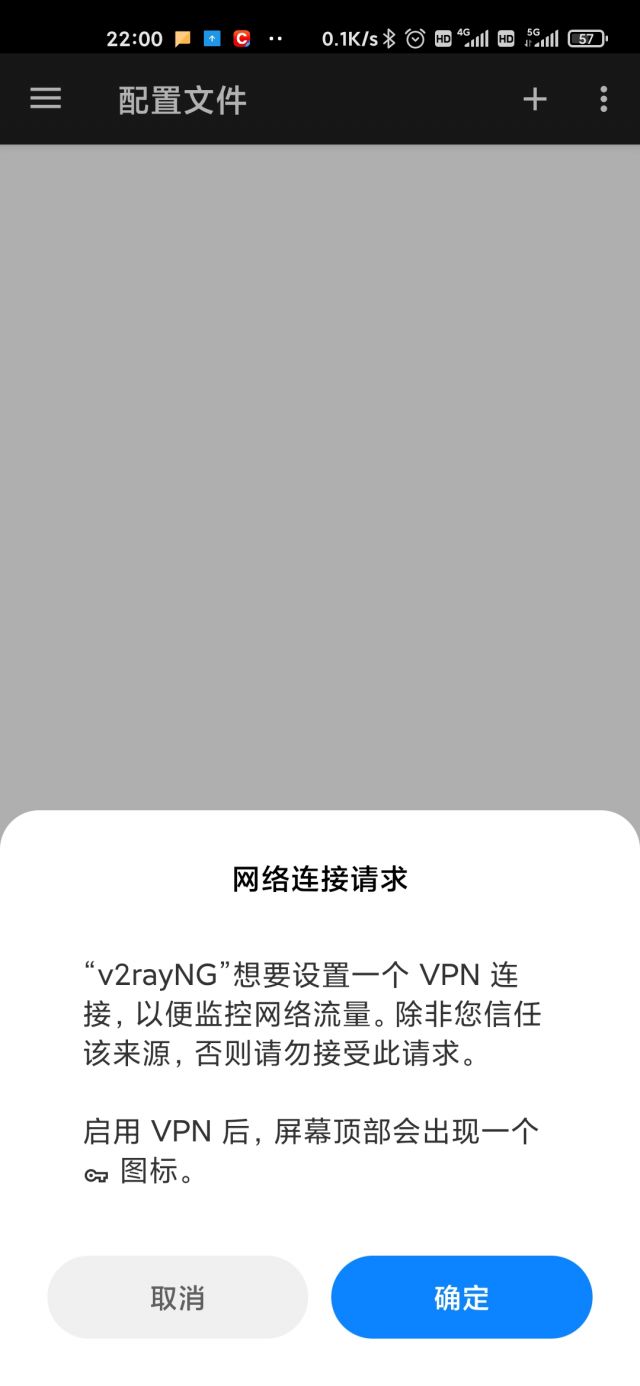 22:00 0.1K/s HD 4G HD 5G 57
配置文件
网络连接请求
“v2rayNG”想要设置一个 VPN 连
接，以便监控网络流量。除非您信任
该来源，否则请勿接受此请求。
启用 VPN 后，屏幕顶部会出现一个
图标。
取消 确定